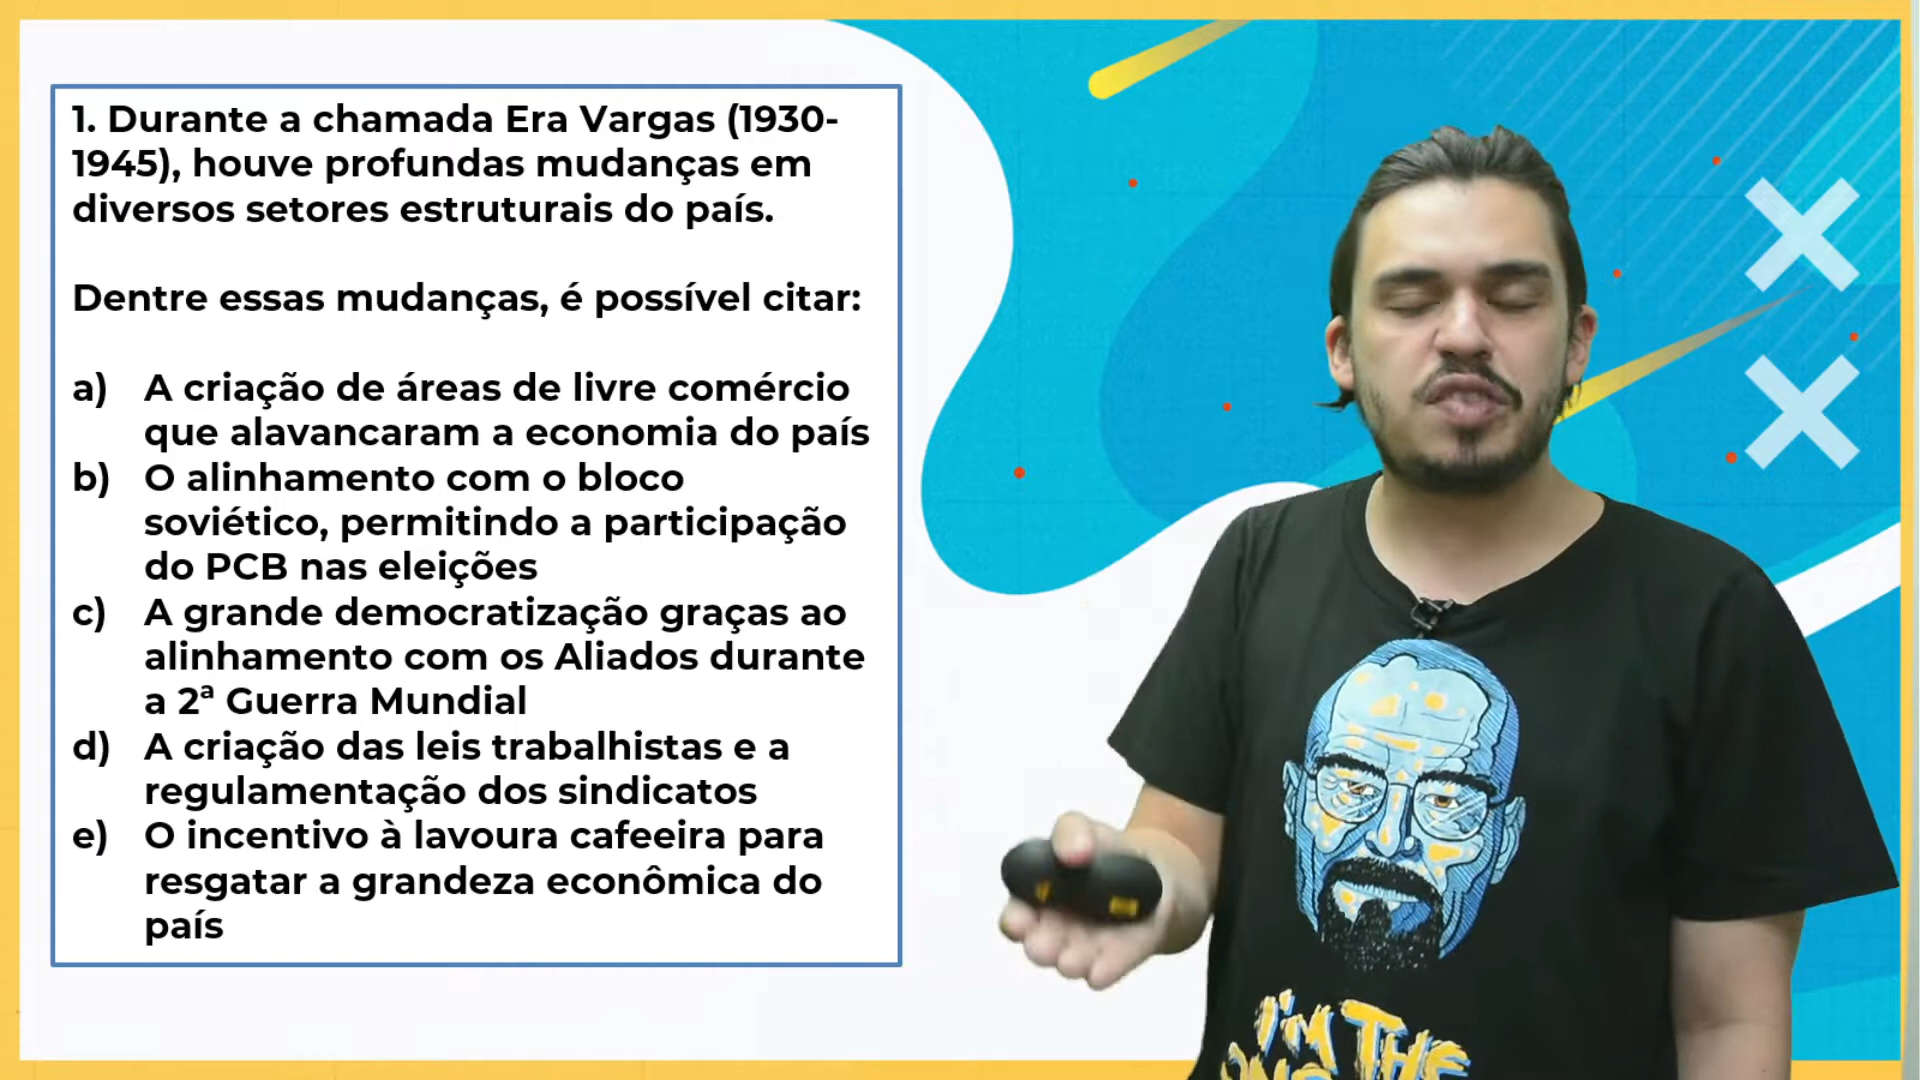 1. Durante a chamada Era Vargas (1930-
1945), houve profundas mudanças em
diversos setores estruturais do país.
Dentre essas mudanças, é possível citar:
a) A criação de áreas de livre comércio
que alavancaram a economia do país
b) O alinhamento com o bloco
soviético, permitindo a participação
do PCB nas eleições
c) A grande democratização graças ao
alinhamento com os Aliados durante
a 2ª Guerra Mundial
d) A criação das leis trabalhistas e a
regulamentação dos sindicatos
e) O incentivo à lavoura cafeeira para
resgatar a grandeza econômica do
país
I'M THE